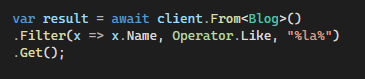 var result = await client.From<Blog>()
.Filter(x => x.Name, Operator.Like, "%la%")
.Get();